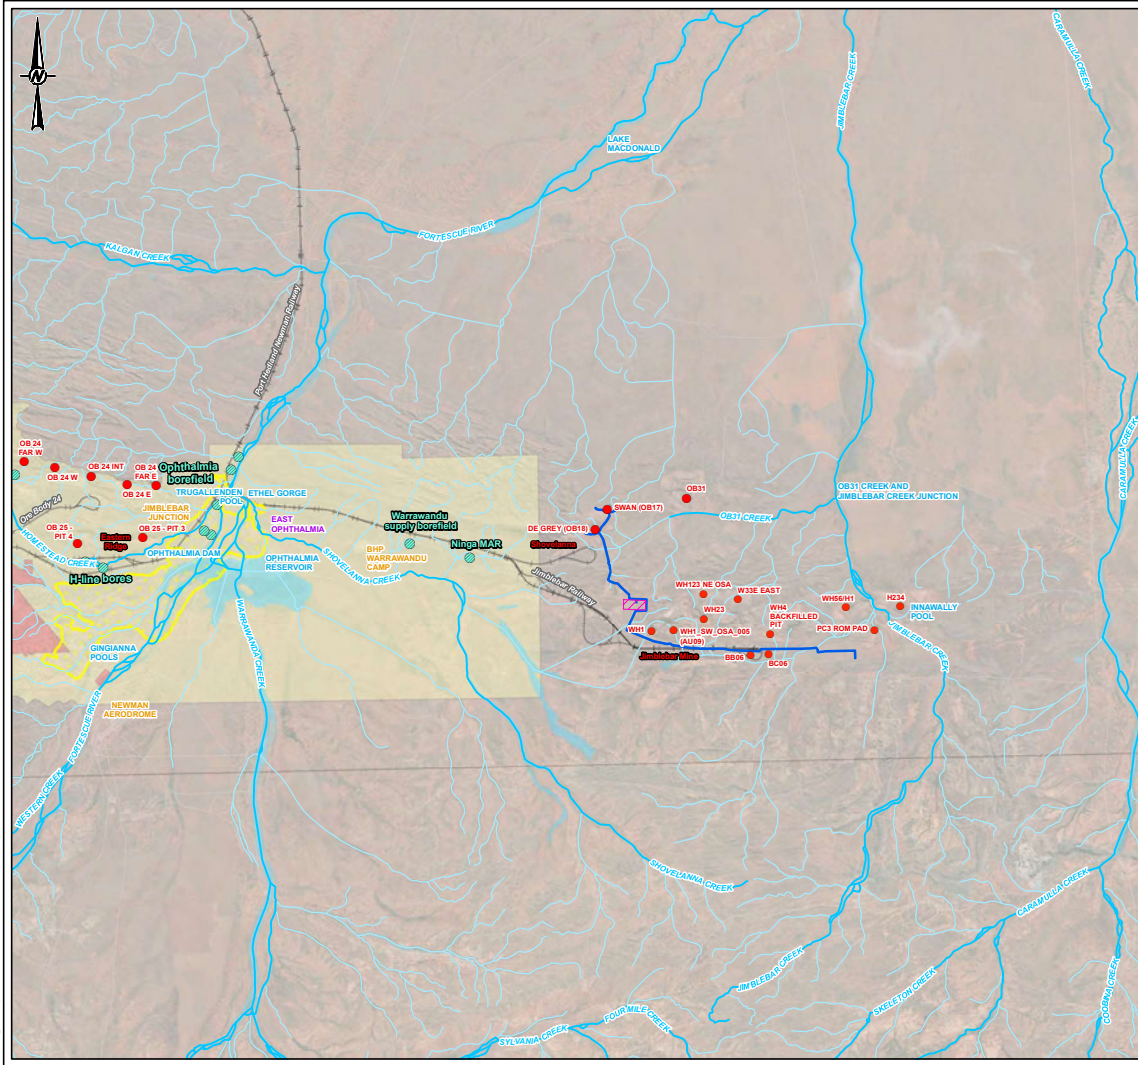 N
CARAMULLA CREEK
JIMBLEBAR CREEK
LAKE
MACDONALD
FORTESCUE RIVER
KALGAN CREEK
Port Hedland Newman Railway
CARAMULLA CREEK
OB 24
FAR W
OB 24 W
OB 24 INT
OB 24
FAR E
OB 24 E
Ophthalmia
borefield
TRUGALLENDEN
POOL
ETHEL GORGE
Ore Body 24
JIMBLEBAR
JUNCTION
EAST
OPHTHALMIA
OB 25 -
PIT 4
OB 25 - PIT 3
Eastern
Ridge
HOMESTEAD CREEK
OPHTHALMIA DAM
OPHTHALMIA
RESERVOIR
H-line bores
Warrawandu
supply borefield
Ninga MAR
BHP
WARRAWANDU
CAMP
SHOVELANNA CREEK
WARRAWANDA CREEK
GINGIANNA
POOLS
NEWMAN
AERODROME
FORTESCUE RIVER
WESTERN CREEK
OB31
SWAN (OB17)
DE GREY (OB18)
Shovelanna
OB31 CREEK
OB31 CREEK AND
JIMBLEBAR CREEK JUNCTION
Jimblebar Railway
WH123 NE OSA
W33E EAST
WH23
WH1
WH1_SW_OSA_005
(AU09)
WH4
BACKFILLED
PIT
WH56/H1
H234
INNAWALLY
POOL
PC3 ROM PAD
Jimblebar Mine
BB06
BC06
JIMBLEBAR CREEK
SHOVELANNA CREEK
CARAMULLA CREEK
JIMBLEBAR CREEK
SKELETON CREEK
COOBINA CREEK
FOUR MILE CREEK
SYLVANIA CREEK